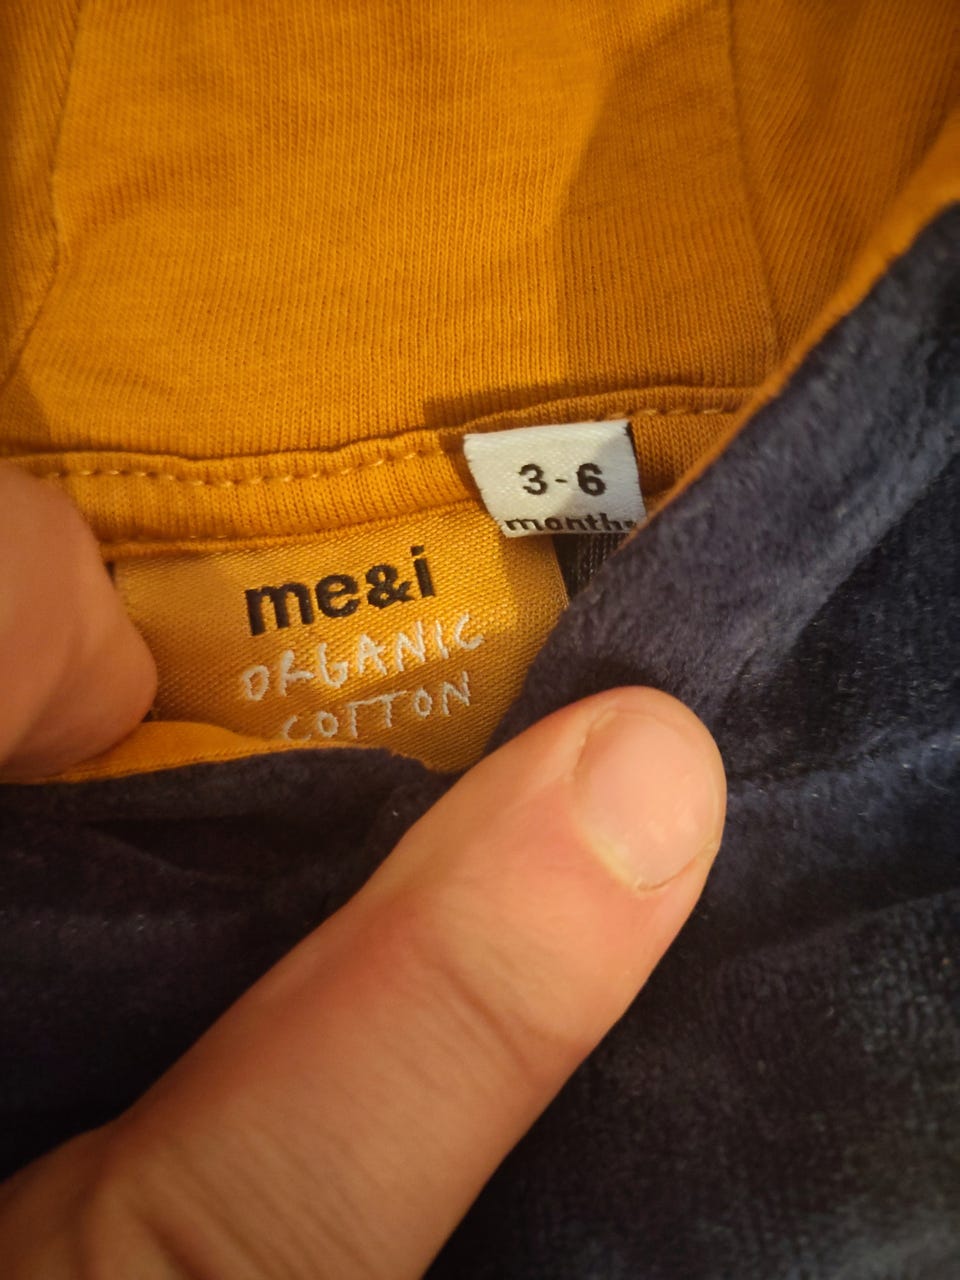 3-6
months
me&i
ORGANIC
COTTON